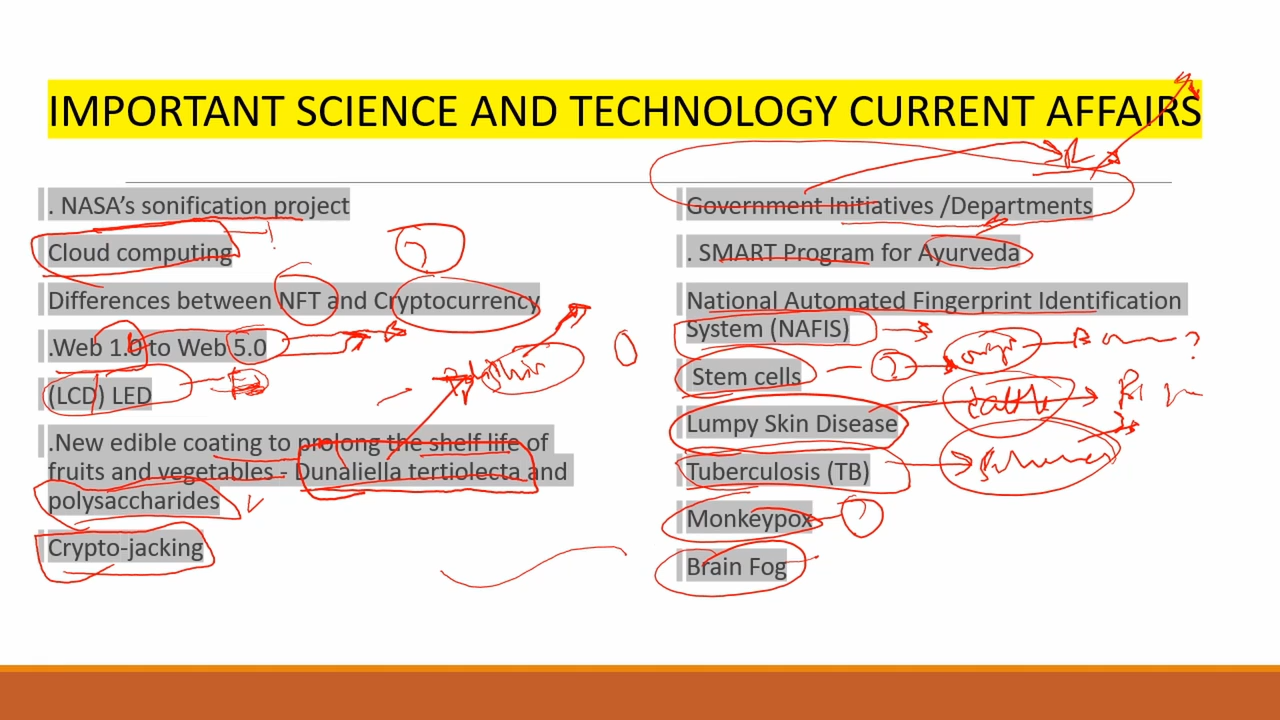 IMPORTANT SCIENCE AND TECHNOLOGY CURRENT AFFAIRS
. NASA's sonification project
Cloud computing
Differences between NFT and Cryptocurrency
.Web 1.0 to Web 5.0
(LCD) LED
.New edible coating to prolong the shelf life of
fruits and vegetables - Dunaliella tertiolecta and
polysaccharides
Crypto-jacking
Government Initiatives /Departments
. SMART Program for Ayurveda
National Automated Fingerprint Identification
System (NAFIS)
Stem cells
Lumpy Skin Disease
Tuberculosis (TB)
Monkeypox
Brain Fog